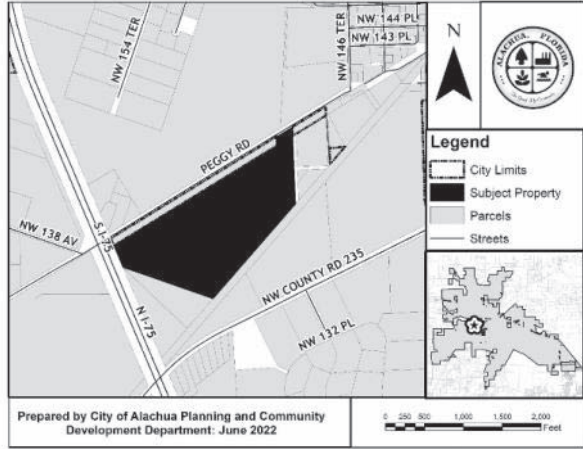 NW 154 TER
NW 146 TER
NW 144 PL
NW 143 PL
PEGGY RD
NW 138 AV
S I-75
N I-75
NW COUNTY RD 235
NW 132 PL
N
ALACHUA, FLORIDA
Legend
City Limits
Subject Property
Parcels
Streets
Prepared by City of Alachua Planning and Community
Development Department: June 2022
0 250 500 1,000 1,500 2,000
Feet